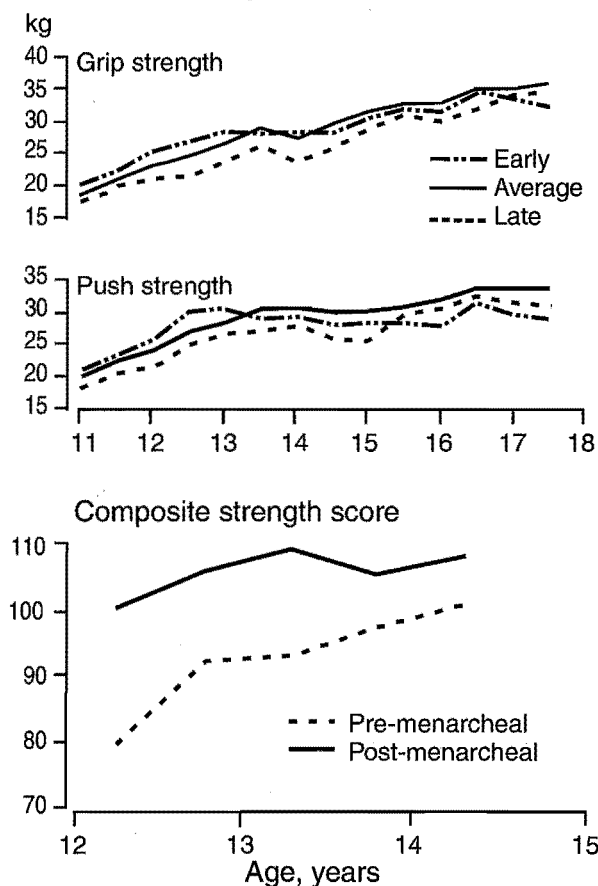 kg
40
Grip strength
35
30
25
20
15
Early
Average
Late
35
Push strength
30
25
20
15
11 12 13 14 15 16 17 18
Composite strength score
110
100
90
80
70
Pre-menarcheal
Post-menarcheal
12 13 14 15
Age, years